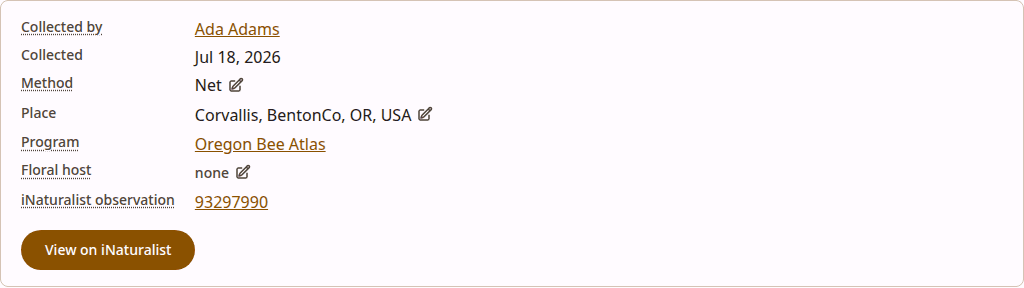 Collected by Ada Adams
Collected Jul 18, 2026
Method Net
Place Corvallis, BentonCo, OR, USA
Program Oregon Bee Atlas
Floral host none
iNaturalist observation 93297990
View on iNaturalist